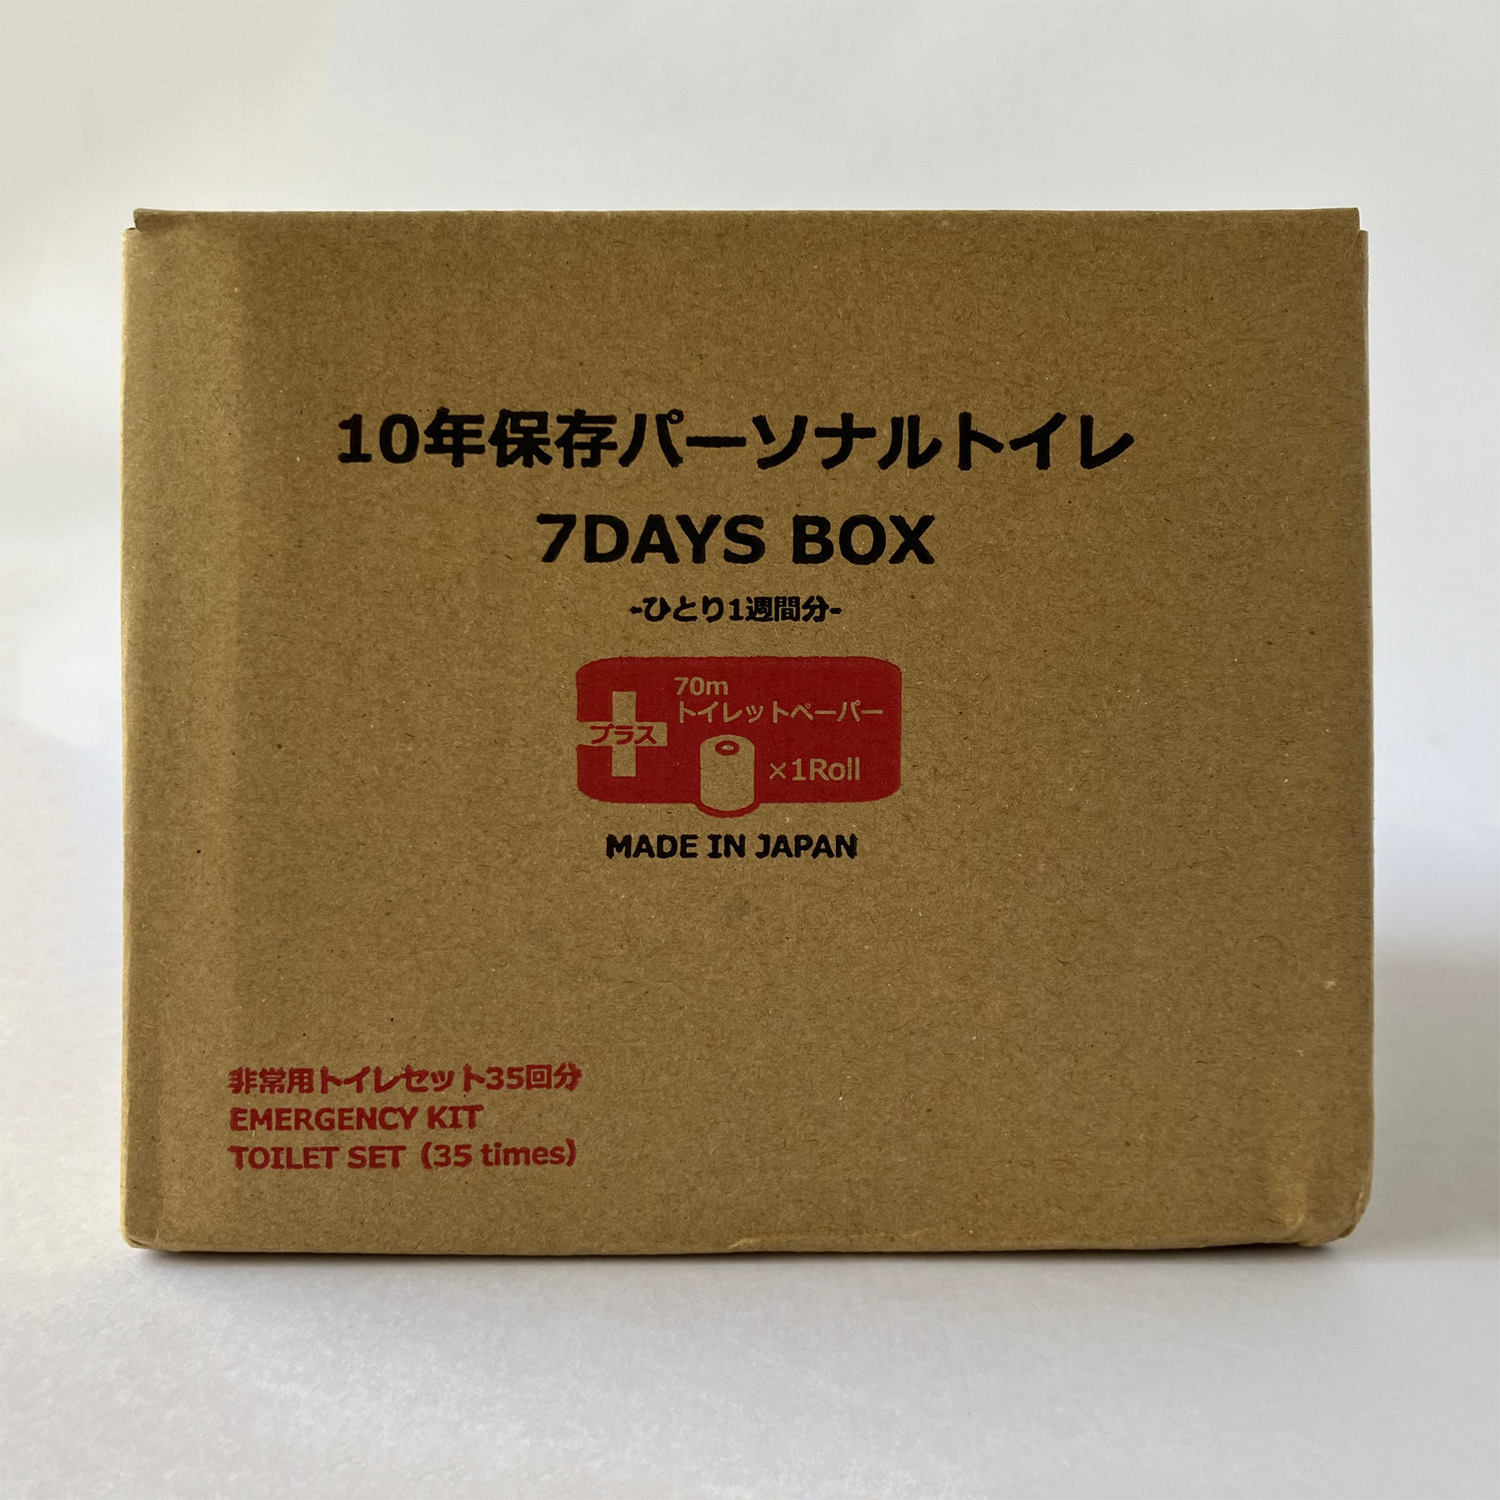 10年保存パーソナルトイレ
7DAYS BOX
-ひとり1週間分-
プラス
70m
トイレットペーパー
×1Roll
MADE IN JAPAN
非常用トイレセット35回分
EMERGENCY KIT
TOILET SET（35 times）